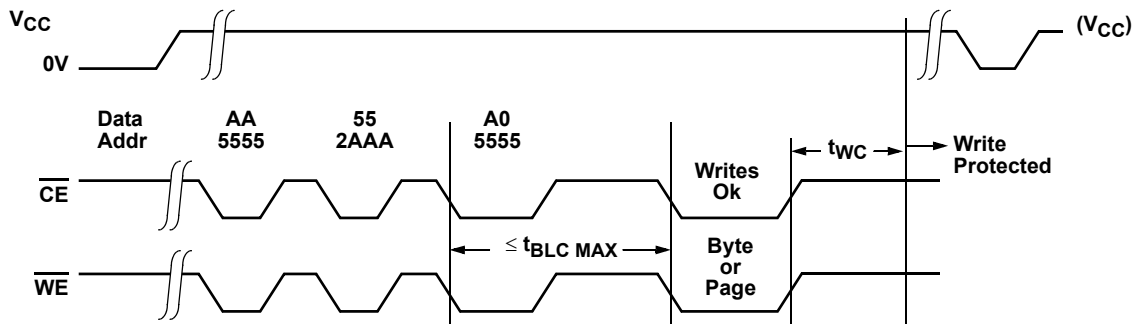 VCC
(VCC)
0V
Data AA 55 A0
Addr 5555 2AAA 5555
tWC
Write
Protected
Writes
Ok
CE
≤ tBLC MAX
Byte
or
Page
WE